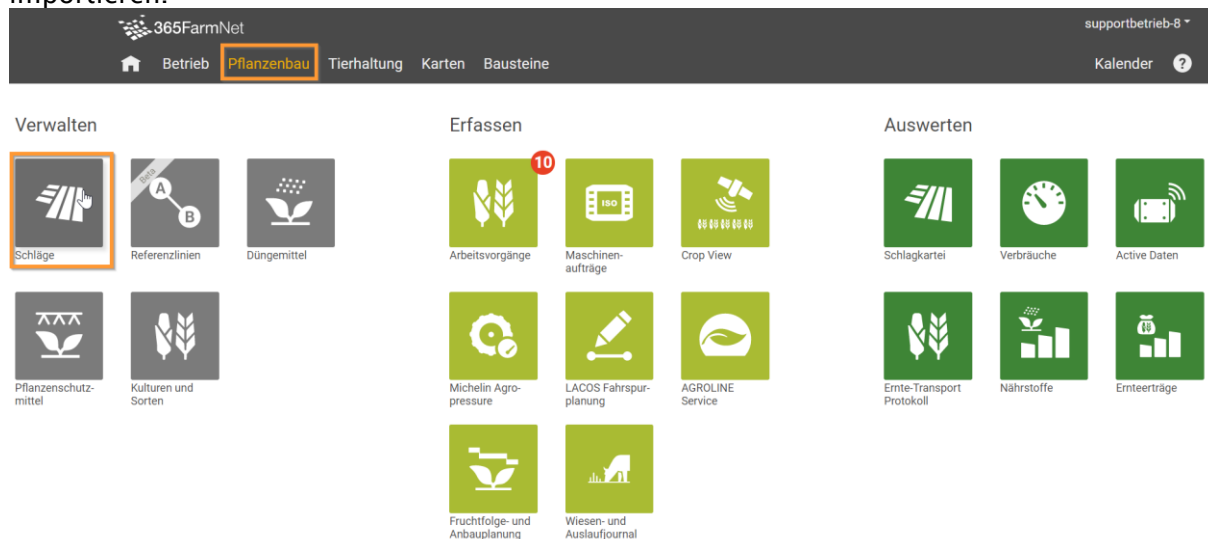 importieren.
365FarmNet
supportbetrieb-8
Betrieb Pflanzenbau Tierhaltung Karten Bausteine
Kalender ?
Verwalten
Beta
A
B
Schläge
Referenzlinien
Düngemittel
Pflanzenschutz-
mittel
Kulturen und
Sorten
Erfassen
10
ISO
Arbeitsvorgänge
Maschinen-
aufträge
Crop View
Michelin Agro-
pressure
LACOS Fahrspur-
planung
AGROLINE
Service
Fruchtfolge- und
Anbauplanung
Wiesen- und
Auslaufjournal
Auswerten
Schlagkartei
Verbräuche
Active Daten
Ernte-Transport
Protokoll
Nährstoffe
Ernteerträge